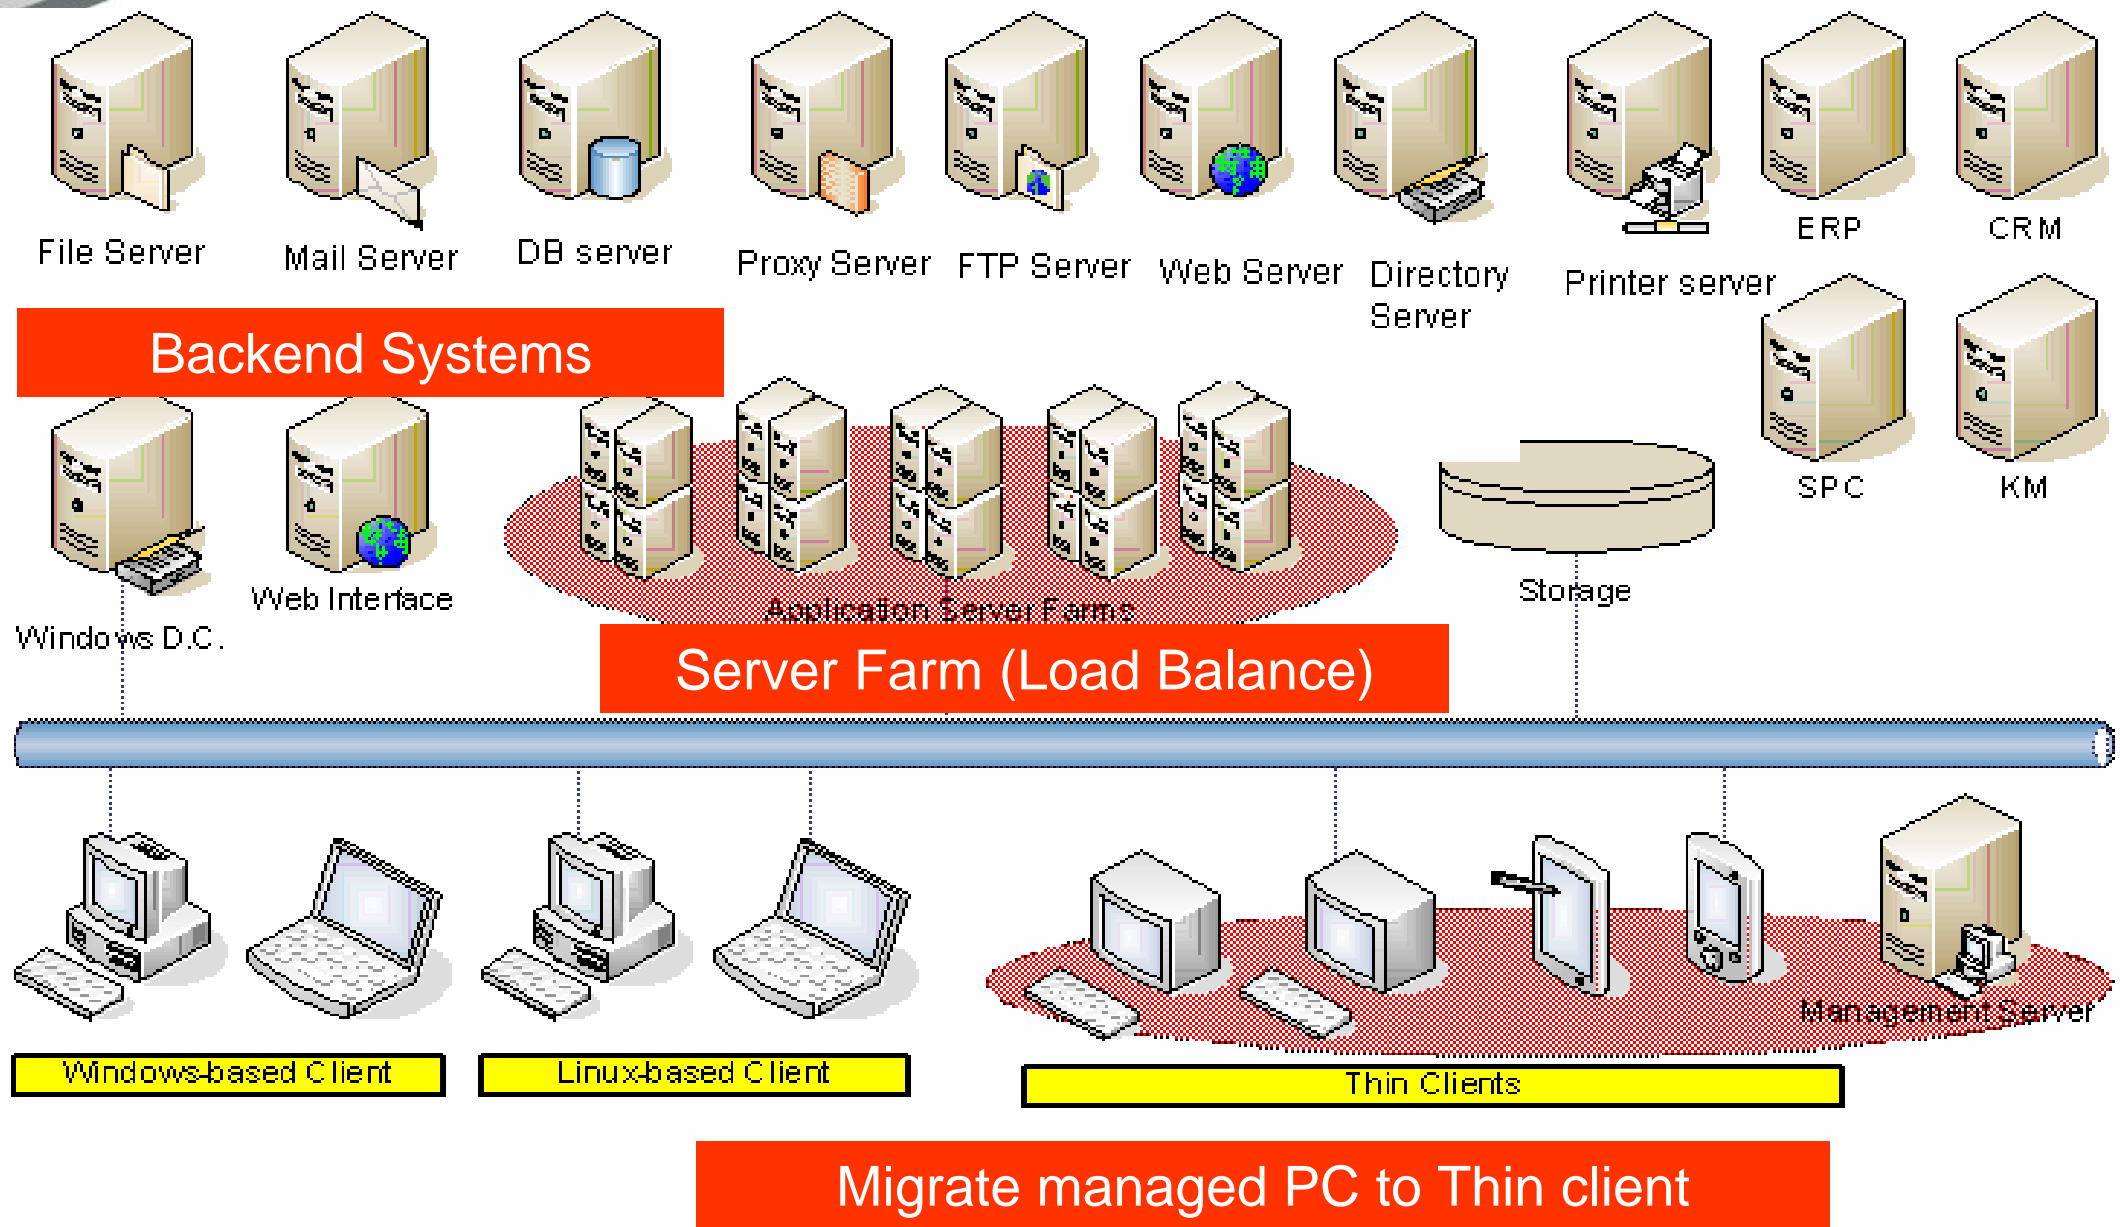 File Server
Mail Server
DB server
Proxy Server
FTP Server
Web Server
Directory
Server
Printer server
ERP
CRM
Backend Systems
SPC
KM
Windows D.C.
Web Interface
Application Server Farms
Storage
Server Farm (Load Balance)
Management Server
Windows-based Client
Linux-based Client
Thin Clients
Migrate managed PC to Thin client